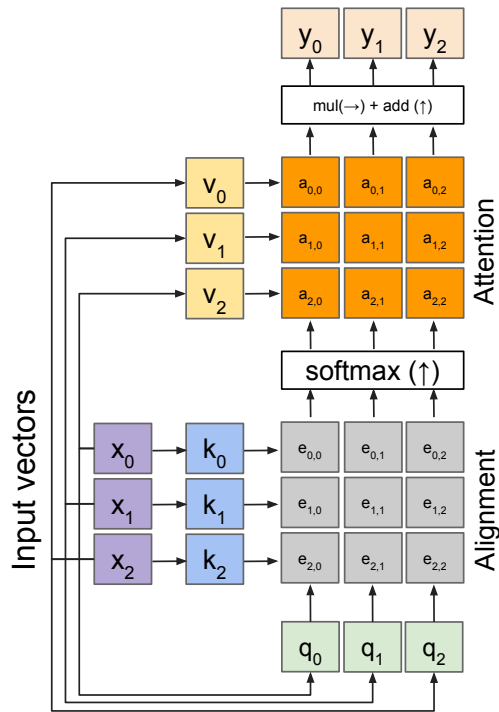 y0 y1 y2
mul(→) + add (↑)
v0 a0,0 a0,1 a0,2
v1 a1,0 a1,1 a1,2
v2 a2,0 a2,1 a2,2
Attention
softmax (↑)
x0 k0 e0,0 e0,1 e0,2
x1 k1 e1,0 e1,1 e1,2
x2 k2 e2,0 e2,1 e2,2
Input vectors
Alignment
q0 q1 q2